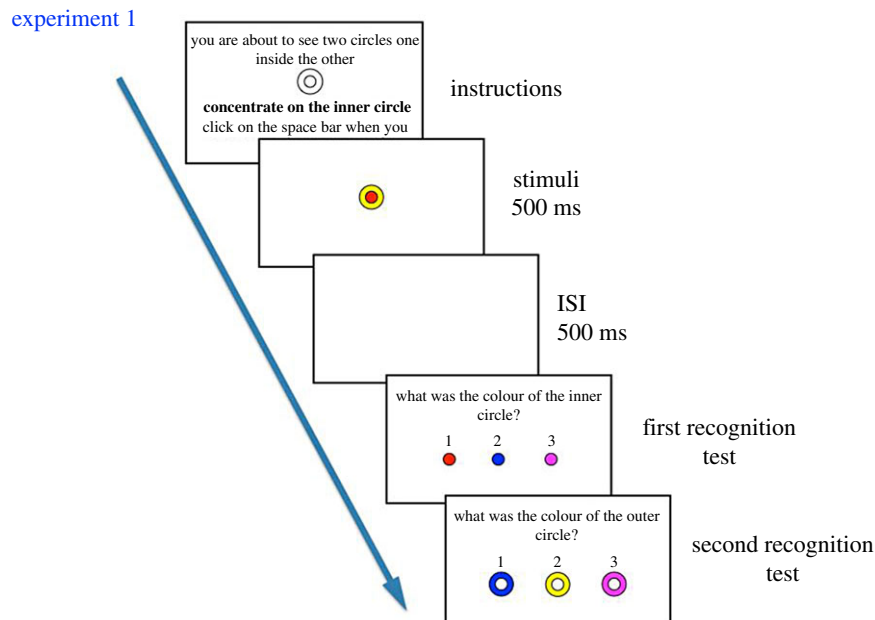 experiment 1
you are about to see two circles one
inside the other
concentrate on the inner circle
click on the space bar when you
instructions
stimuli
500 ms
ISI
500 ms
what was the colour of the inner
circle?
1 2 3
first recognition
test
what was the colour of the outer
circle?
1 2 3
second recognition
test